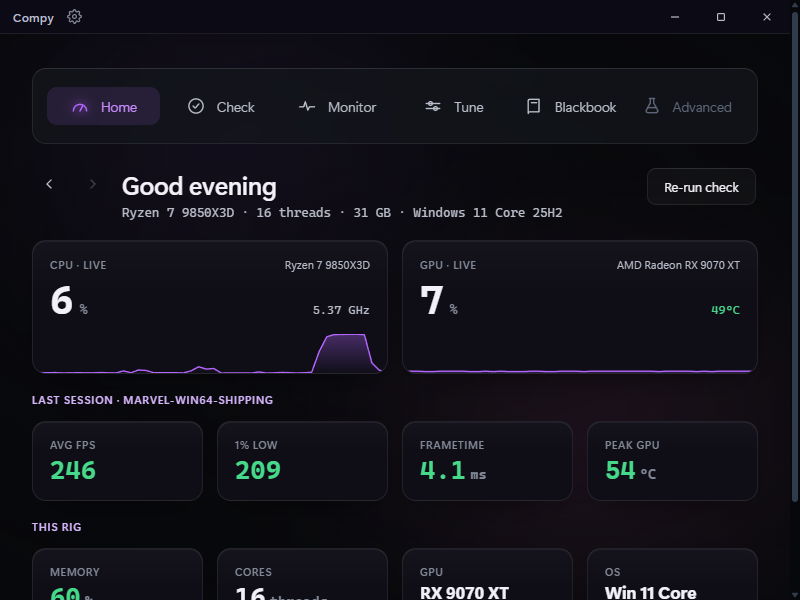 Compy
Home
Check
Monitor
Tune
Blackbook
Advanced
Good evening
Re-run check
Ryzen 7 9850X3D · 16 threads · 31 GB · Windows 11 Core 25H2
CPU · LIVE
Ryzen 7 9850X3D
6 %
5.37 GHz
GPU · LIVE
AMD Radeon RX 9070 XT
7 %
49°C
LAST SESSION · MARVEL-WIN64-SHIPPING
AVG FPS
246
1% LOW
209
FRAMETIME
4.1 ms
PEAK GPU
54 °C
THIS RIG
MEMORY
60 %
CORES
16 threads
GPU
RX 9070 XT
OS
Win 11 Core